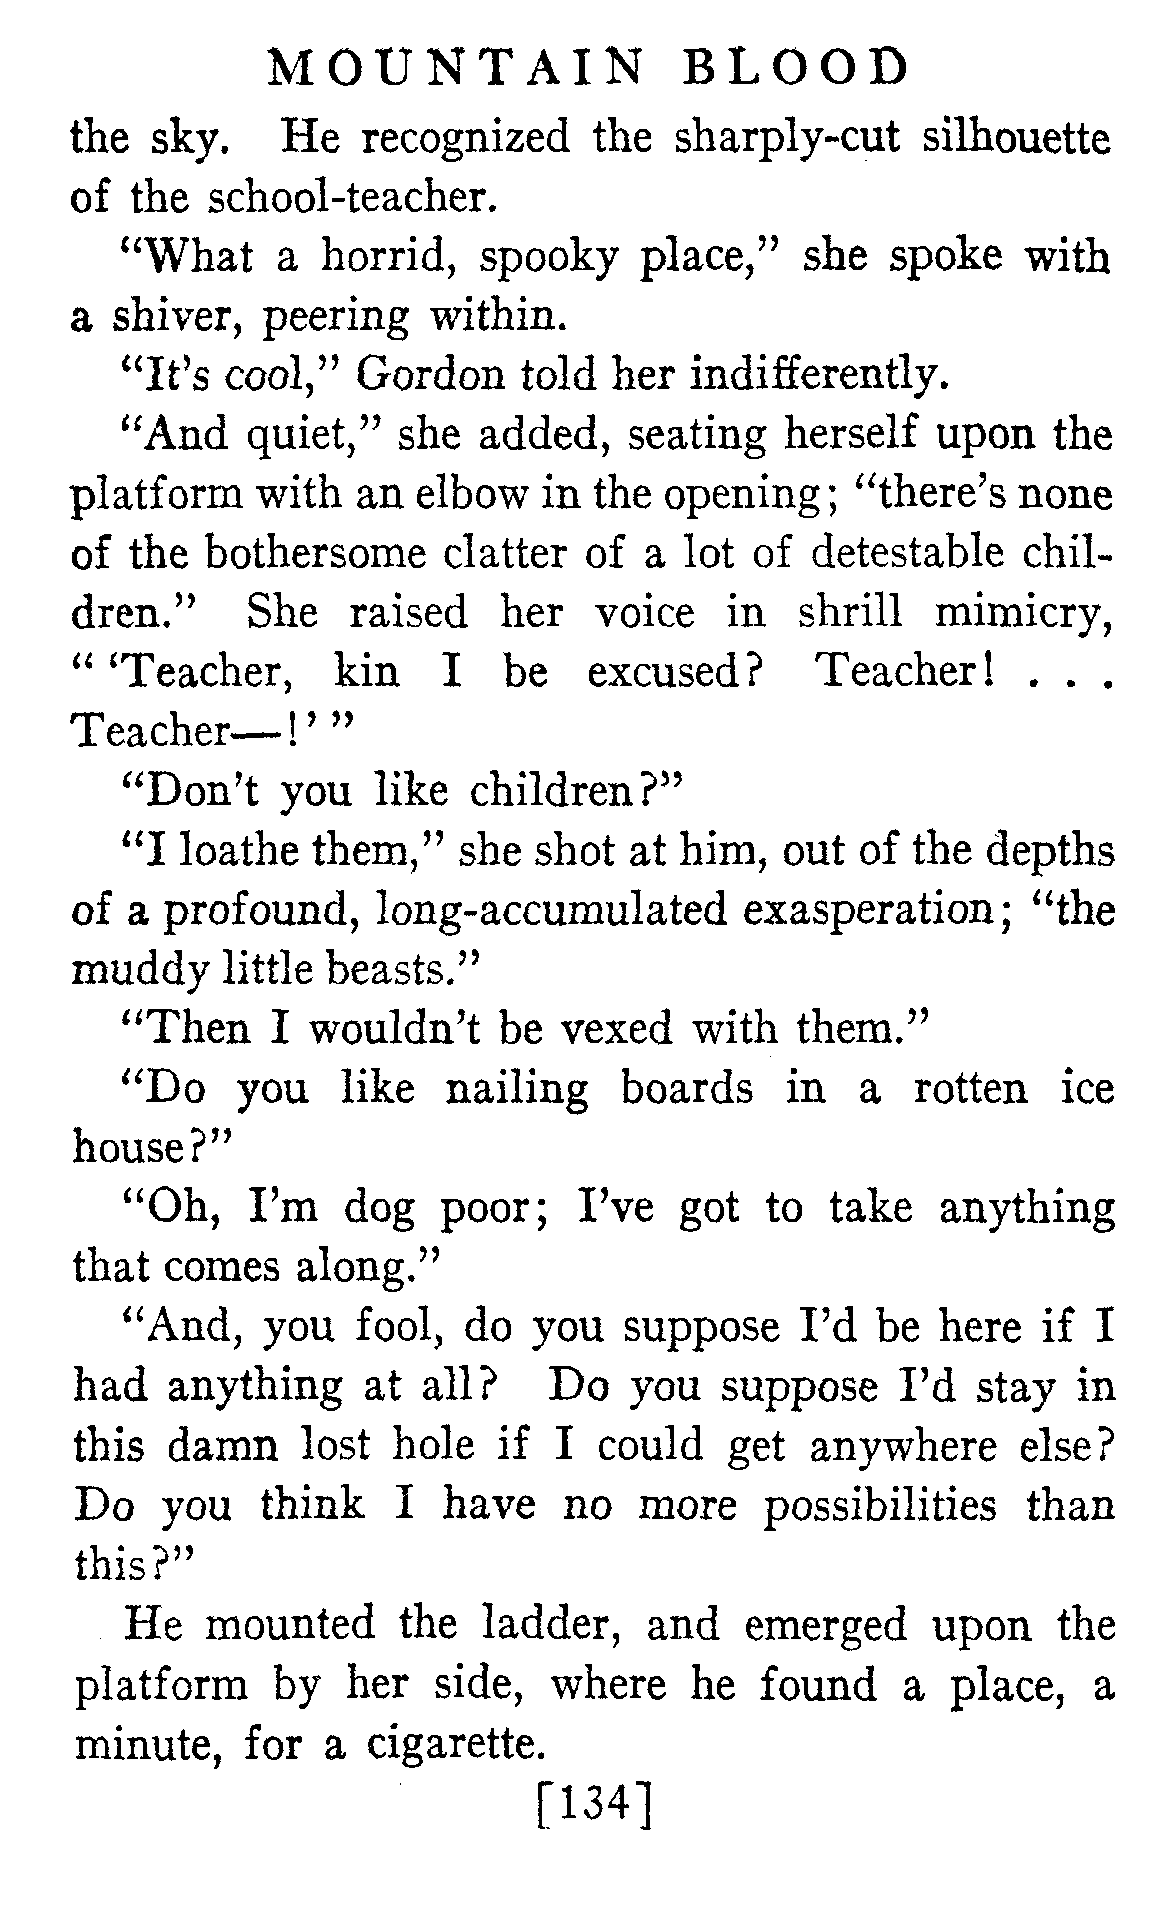 MOUNTAIN BLOOD
the sky. He recognized the sharply-cut silhouette
of the school-teacher.
“What a horrid, spooky place,” she spoke with
a shiver, peering within.
“It’s cool,” Gordon told her indifferently.
“And quiet,” she added, seating herself upon the
platform with an elbow in the opening; “there’s none
of the bothersome clatter of a lot of detestable chil-
dren.” She raised her voice in shrill mimicry,
“ ‘Teacher, kin I be excused? Teacher! . . .
Teacher—!’ ”
“Don’t you like children?”
“I loathe them,” she shot at him, out of the depths
of a profound, long-accumulated exasperation; “the
muddy little beasts.”
“Then I wouldn’t be vexed with them.”
“Do you like nailing boards in a rotten ice
house?”
“Oh, I’m dog poor; I’ve got to take anything
that comes along.”
“And, you fool, do you suppose I’d be here if I
had anything at all? Do you suppose I’d stay in
this damn lost hole if I could get anywhere else?
Do you think I have no more possibilities than
this?”
He mounted the ladder, and emerged upon the
platform by her side, where he found a place, a
minute, for a cigarette.
[134]